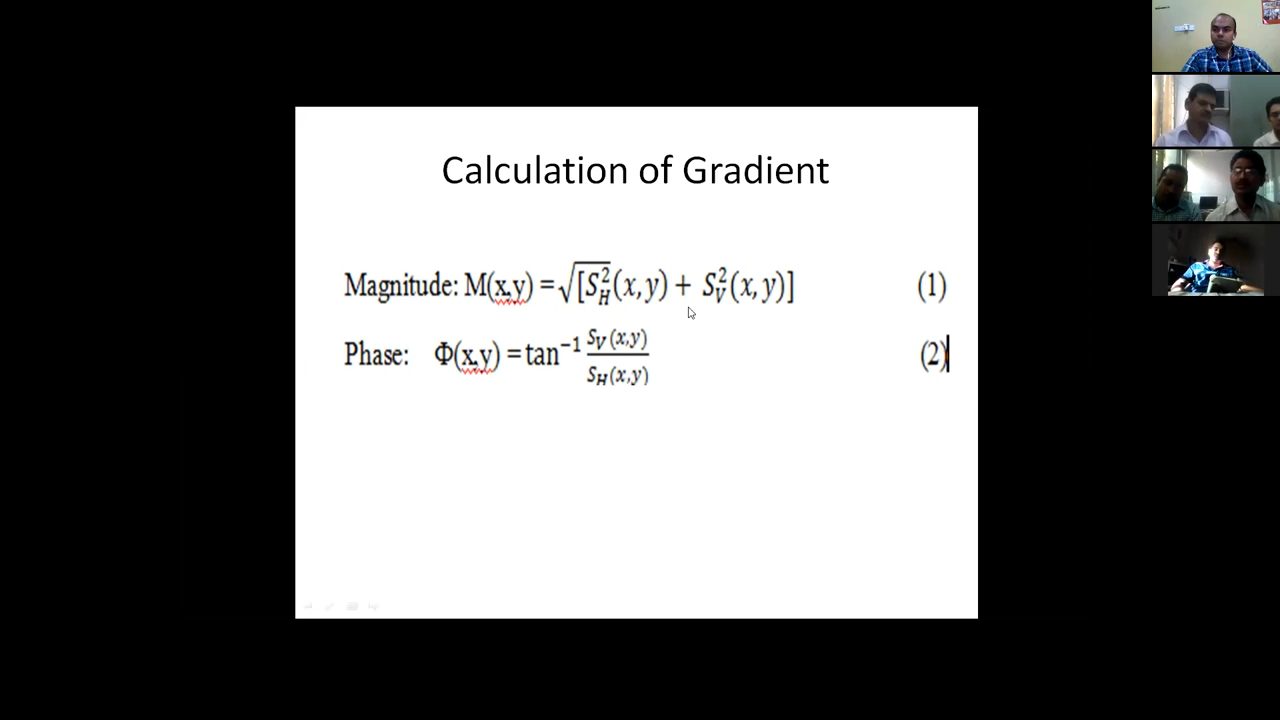 Calculation of Gradient
Magnitude: M(x,y) = √[S_H^2(x,y) + S_V^2(x,y)] (1)
Phase: Φ(x,y) = tan^−1 S_V(x,y)/S_H(x,y) (2)